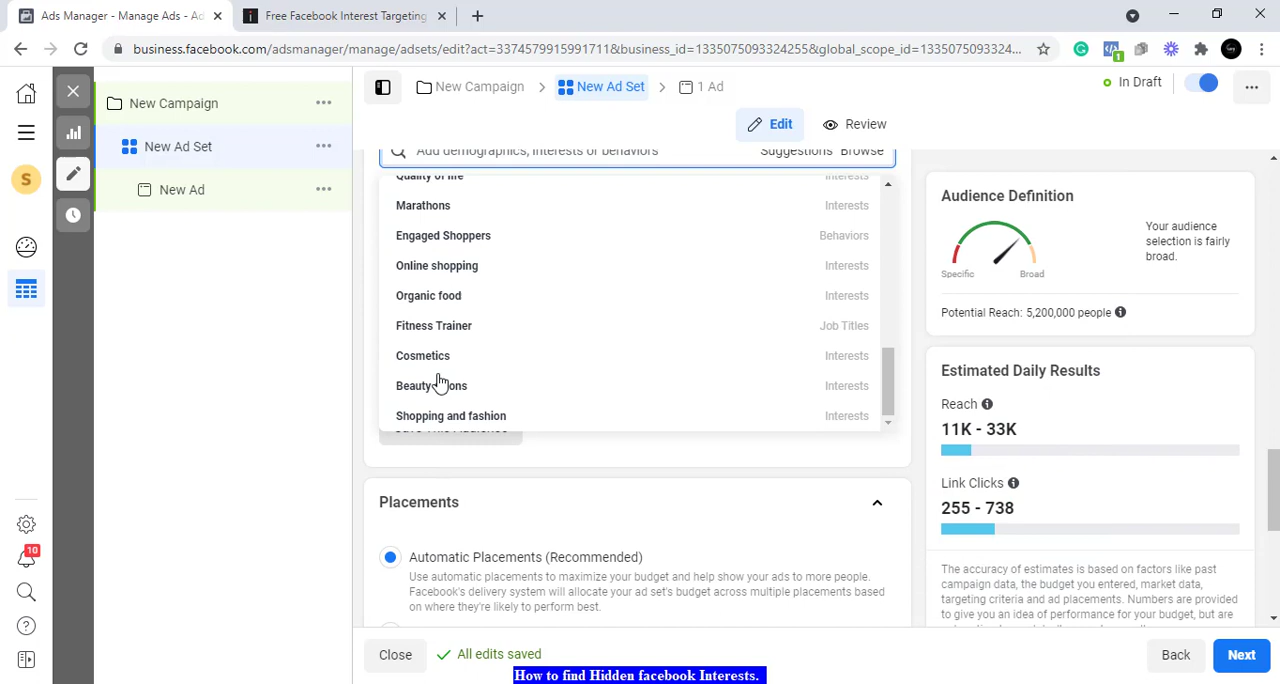 Ads Manager - Manage Ads - Ad
Free Facebook Interest Targeting
business.facebook.com/adsmanager/manage/adsets/edit?act=3374579915991711&business_id=1335075093324255&global_scope_id=1335075093324...
1
New Campaign
New Ad Set
1 Ad
In Draft
Edit
Review
S
New Campaign
New Ad Set
New Ad
10
Add demographics, interests or behaviors
Suggestions
Browse
Quality of life
Interests
Marathons
Interests
Engaged Shoppers
Behaviors
Online shopping
Interests
Organic food
Interests
Fitness Trainer
Job Titles
Cosmetics
Interests
Interests
Shopping and fashion
Interests
Save This Audience
Placements
Automatic Placements (Recommended)
Use automatic placements to maximize your budget and help show your ads to more people.
Facebook's delivery system will allocate your ad set's budget across multiple placements based
on where they're likely to perform best.
Audience Definition
Specific
Broad
Your audience
selection is fairly
broad.
Potential Reach: 5,200,000 people
Estimated Daily Results
Reach
11K - 33K
Link Clicks
255 - 738
The accuracy of estimates is based on factors like past
campaign data, the budget you entered, market data,
targeting criteria and ad placements. Numbers are provided
to give you an idea of performance for your budget, but are
Close
All edits saved
Back
Next
How to find Hidden facebook Interests.